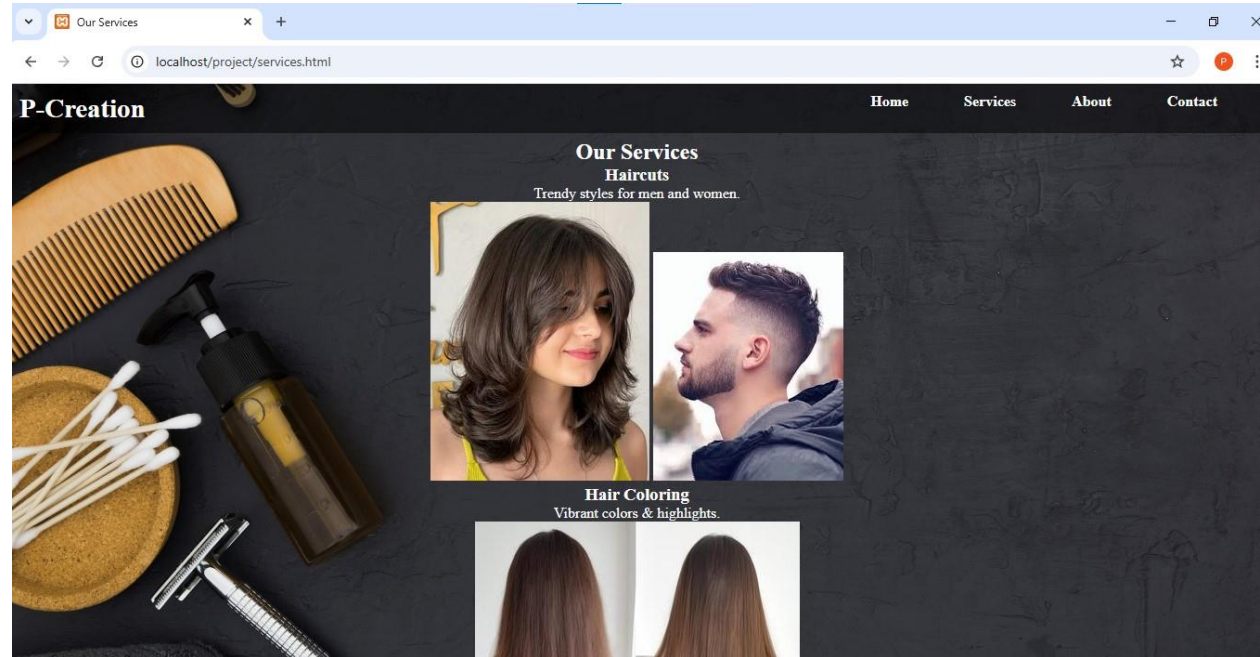 Our Services
localhost/project/services.html
P
P-Creation
Home Services About Contact
Our Services
Haircuts
Trendy styles for men and women.
Hair Coloring
Vibrant colors & highlights.